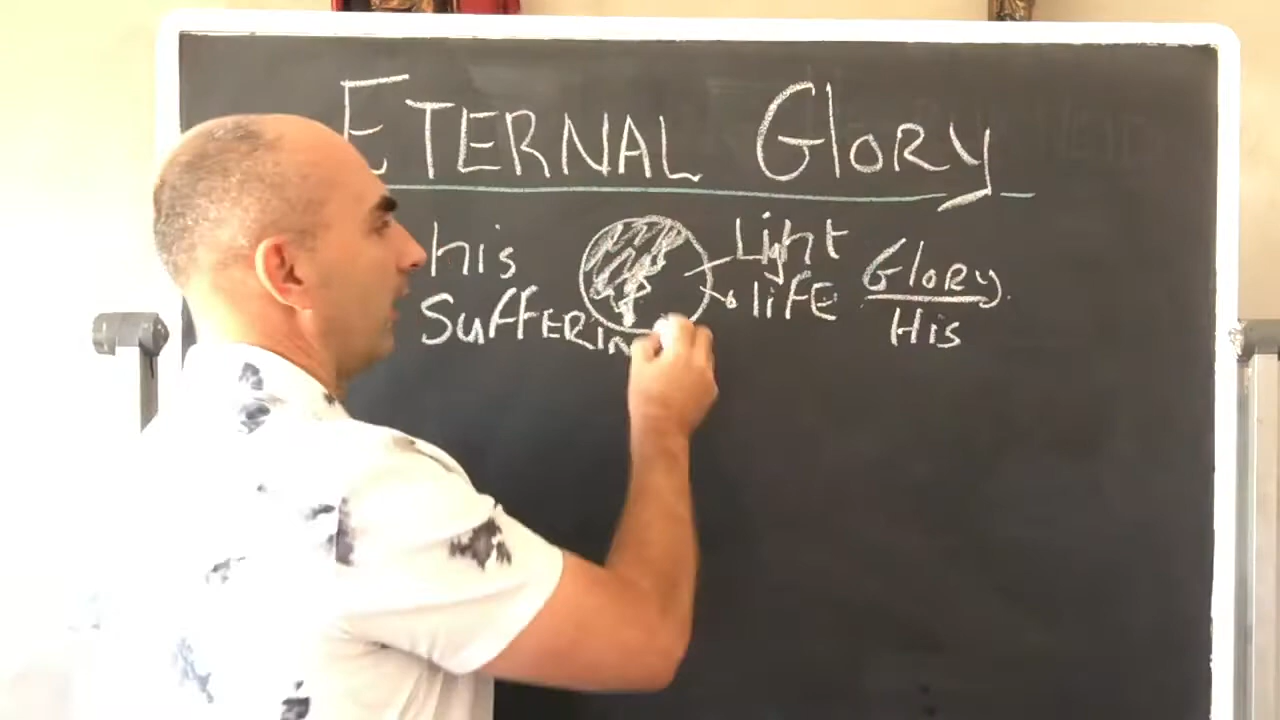 ETERNAL GLORY
his
SUFFERIN
Light
life
GLORY
His